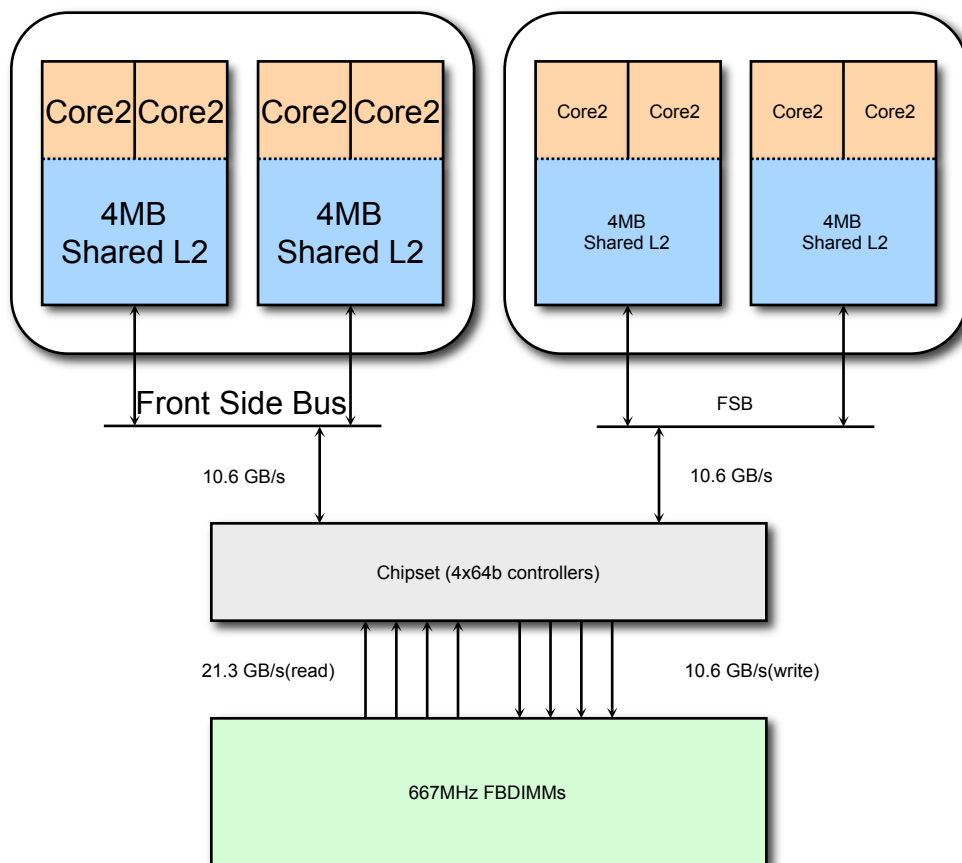 Core2 Core2 Core2 Core2 Core2 Core2 Core2 Core2
4MB 4MB 4MB 4MB
Shared L2 Shared L2 Shared L2 Shared L2
Front Side Bus FSB
10.6 GB/s 10.6 GB/s
Chipset (4x64b controllers)
21.3 GB/s(read) 10.6 GB/s(write)
667MHz FBDIMMs